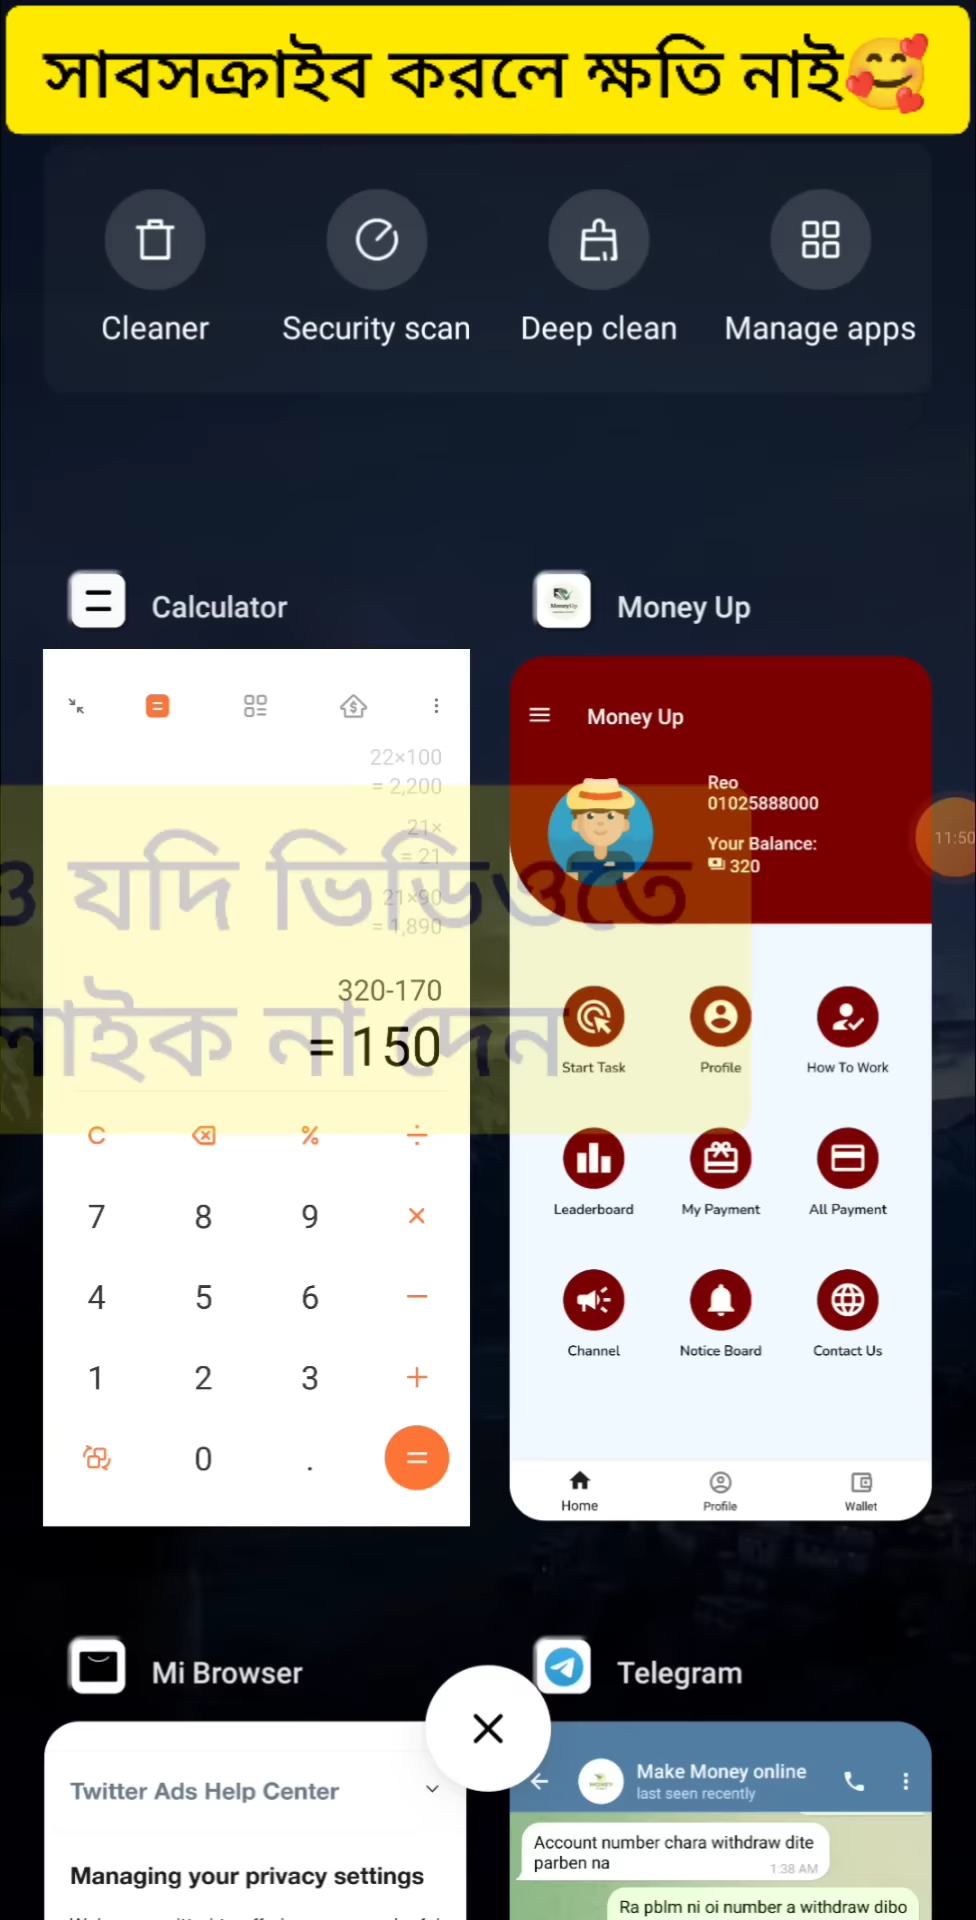 সাবসক্রাইব করলে ক্ষতি নাই🥰
Cleaner
Security scan
Deep clean
Manage apps
Calculator
22×100
= 2,200
21×
= 21
21×90
= 1,890
320-170
= 150
C
%
÷
7
8
9
×
4
5
6
−
1
2
3
+
0
.
=
Money Up
MoneyUp
Money Up
Reo
01025888000
Your Balance:
320
Start Task
Profile
How To Work
Leaderboard
My Payment
All Payment
Channel
Notice Board
Contact Us
Home
Profile
Wallet
11:50
ও যদি ভিডিওতে
লাইক না দেন
Mi Browser
Twitter Ads Help Center
Managing your privacy settings
Telegram
Make Money online
last seen recently
Account number chara withdraw dite
parben na
1:38 AM
Ra pblm ni oi number a withdraw dibo